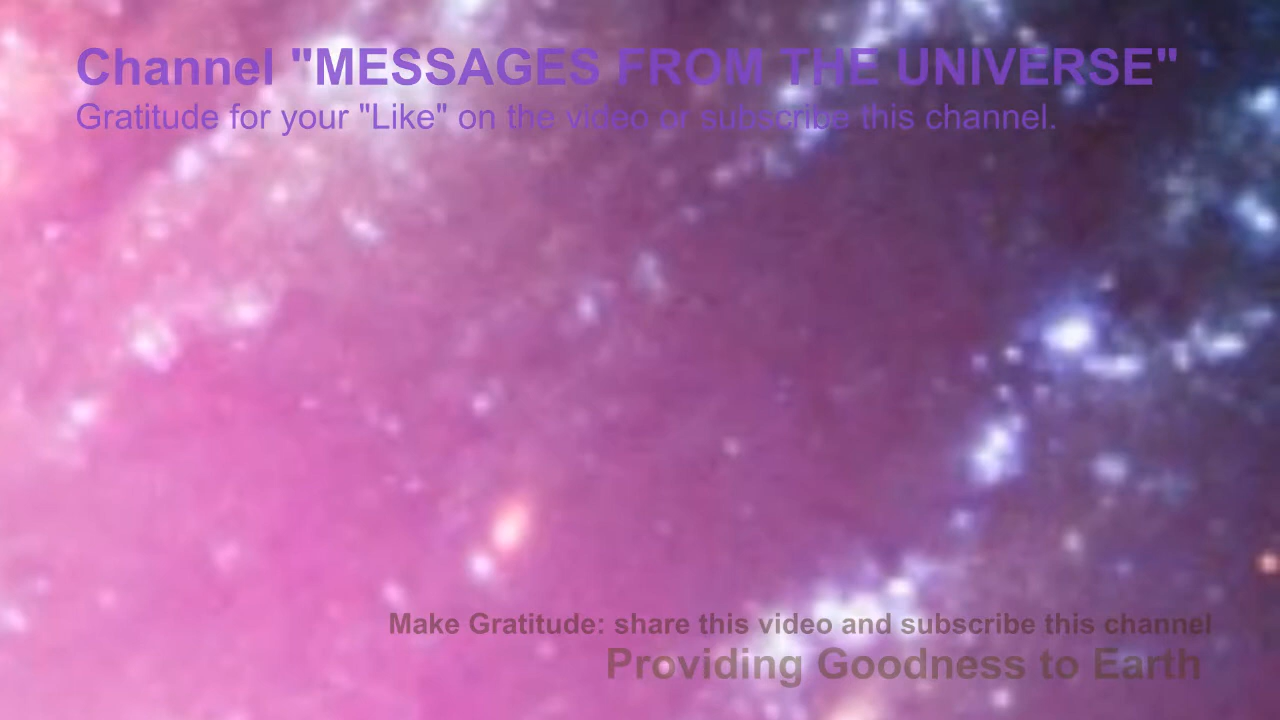 Channel "MESSAGES FROM THE UNIVERSE"
Gratitude for your "Like" on the video or subscribe this channel.
Make Gratitude: share this video and subscribe this channel
Providing Goodness to Earth